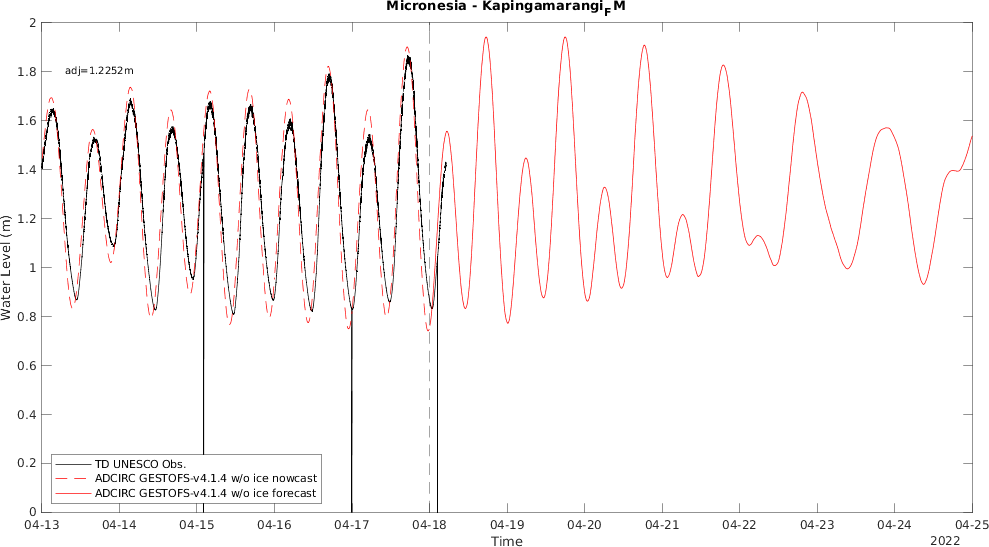 Micronesia - Kapingamarangi_FM
adj=1.2252m
Water Level (m)
1.8
1.6
1.4
1.2
1
0.8
0.6
0.4
0.2
0
TD UNESCO Obs.
ADCIRC GESTOFS-v4.1.4 w/o ice nowcast
ADCIRC GESTOFS-v4.1.4 w/o ice forecast
04-13 04-14 04-15 04-16 04-17 04-18 04-19 04-20 04-21 04-22 04-23 04-24 04-25
Time
2022